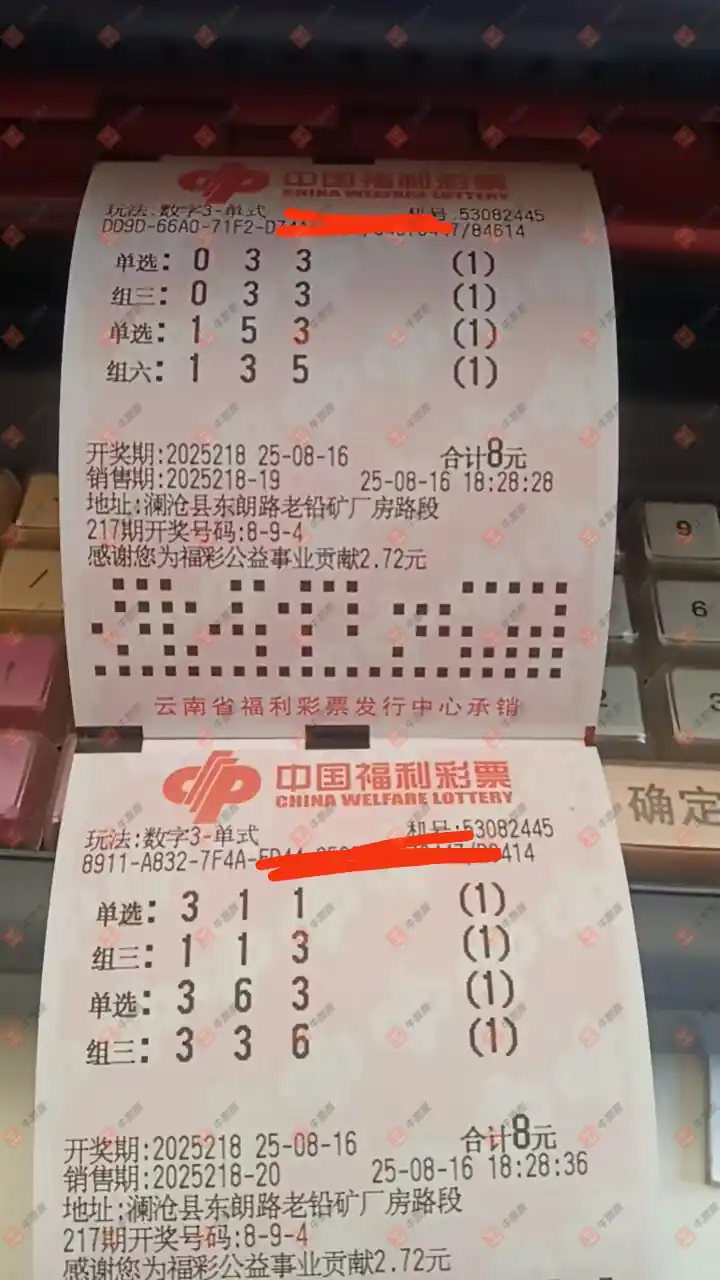 中国福利彩票
CHINA WELFARE LOTTERY
玩法:数字3-单式 机号:53082445
DD9D-66A0-71F2- /84614
单选: 0 3 3 (1)
组三: 0 3 3 (1)
单选: 1 5 3 (1)
组六: 1 3 5 (1)
开奖期:2025218 25-08-16 合计8元
销售期:2025218-19 25-08-16 18:28:28
地址:澜沧县东朗路老铅矿厂房路段
217期开奖号码:8-9-4
感谢您为福彩公益事业贡献2.72元
云南省福利彩票发行中心承销
中国福利彩票
CHINA WELFARE LOTTERY
玩法:数字3-单式 机号:53082445
8911-A832-7F4A- 414
单选: 3 1 1 (1)
组三: 1 1 3 (1)
单选: 3 6 3 (1)
组三: 3 3 6 (1)
开奖期:2025218 25-08-16 合计8元
销售期:2025218-20 25-08-16 18:28:36
地址:澜沧县东朗路老铅矿厂房路段
217期开奖号码:8-9-4
感谢您为福彩公益事业贡献2.72元
9
6
确定